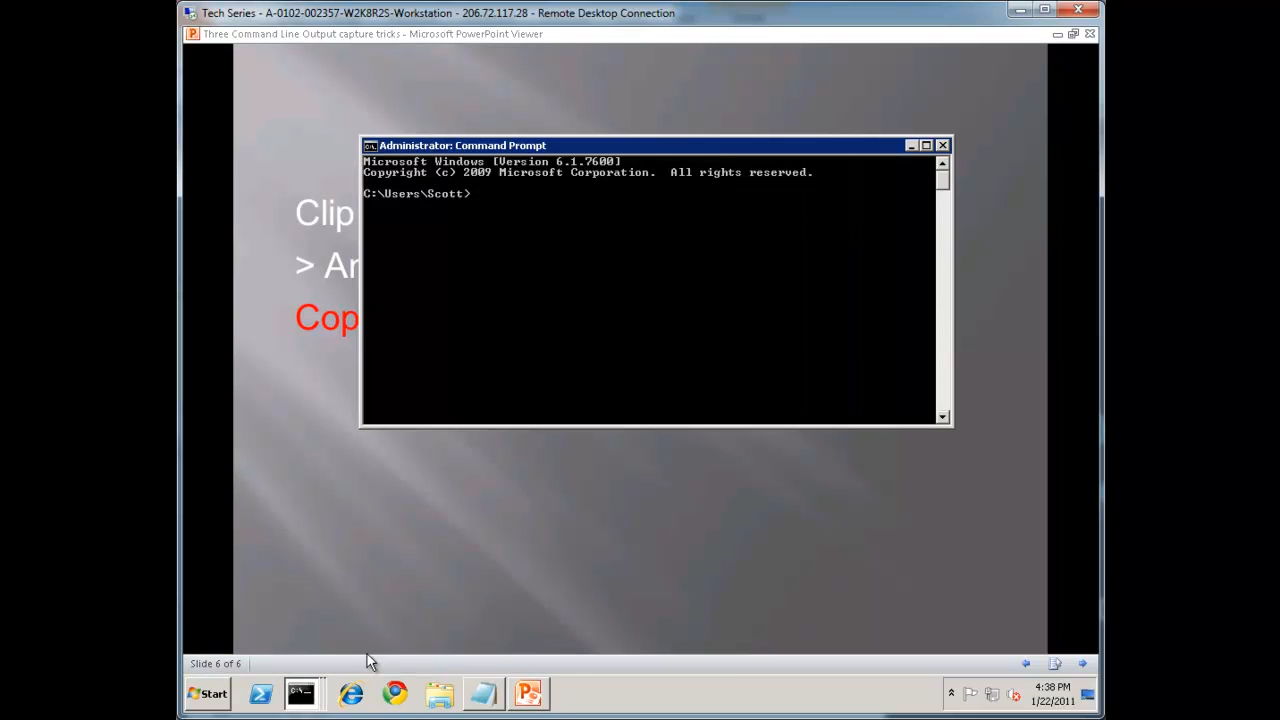 Tech Series - A-0102-002357-W2K8R2S-Workstation - 206.72.117.28 - Remote Desktop Connection
Three Command Line Output capture tricks - Microsoft PowerPoint Viewer
Administrator: Command Prompt
Microsoft Windows [Version 6.1.7600]
Copyright (c) 2009 Microsoft Corporation.  All rights reserved.
C:\Users\Scott>
Clip
> Ar
Cop
Slide 6 of 6
Start
4:38 PM
1/22/2011